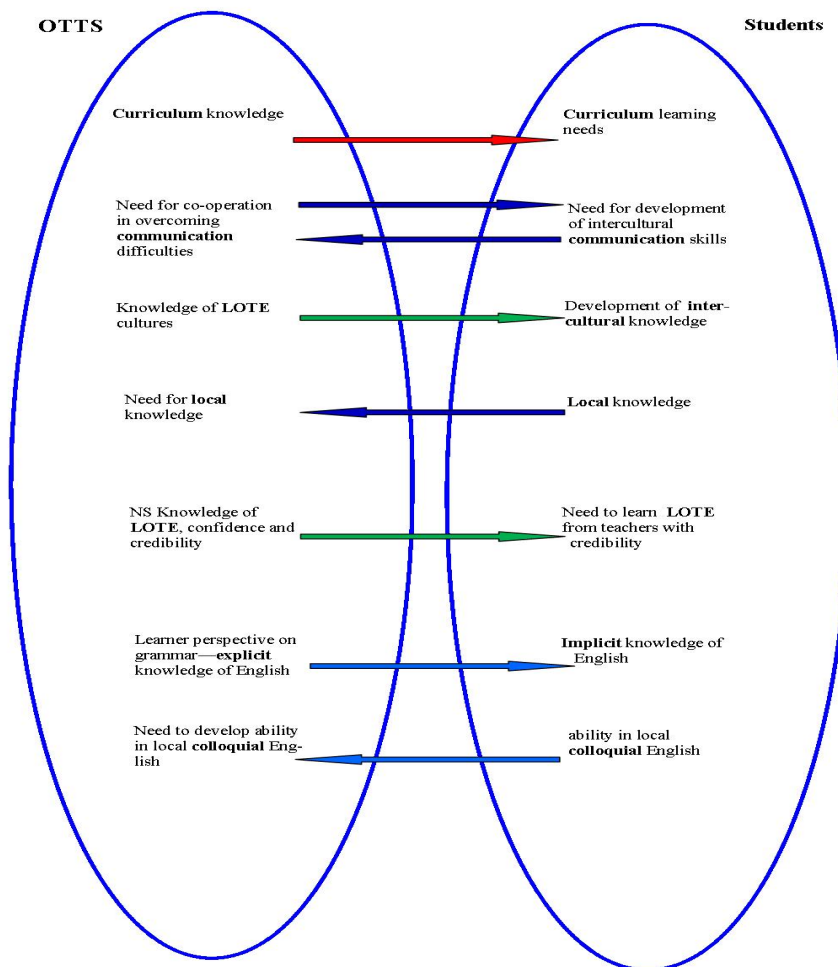 OTTS
Students
Curriculum knowledge
Curriculum learning
needs
Need for co-operation
in overcoming
communication
difficulties
Need for development
of intercultural
communication skills
Knowledge of LOTE
cultures
Development of inter-
cultural knowledge
Need for local
knowledge
Local knowledge
NS Knowledge of
LOTE, confidence and
credibility
Need to learn LOTE
from teachers with
credibility
Learner perspective on
grammar—explicit
knowledge of English
Implicit knowledge of
English
Need to develop ability
in local colloquial Eng-
lish
ability in local
colloquial English